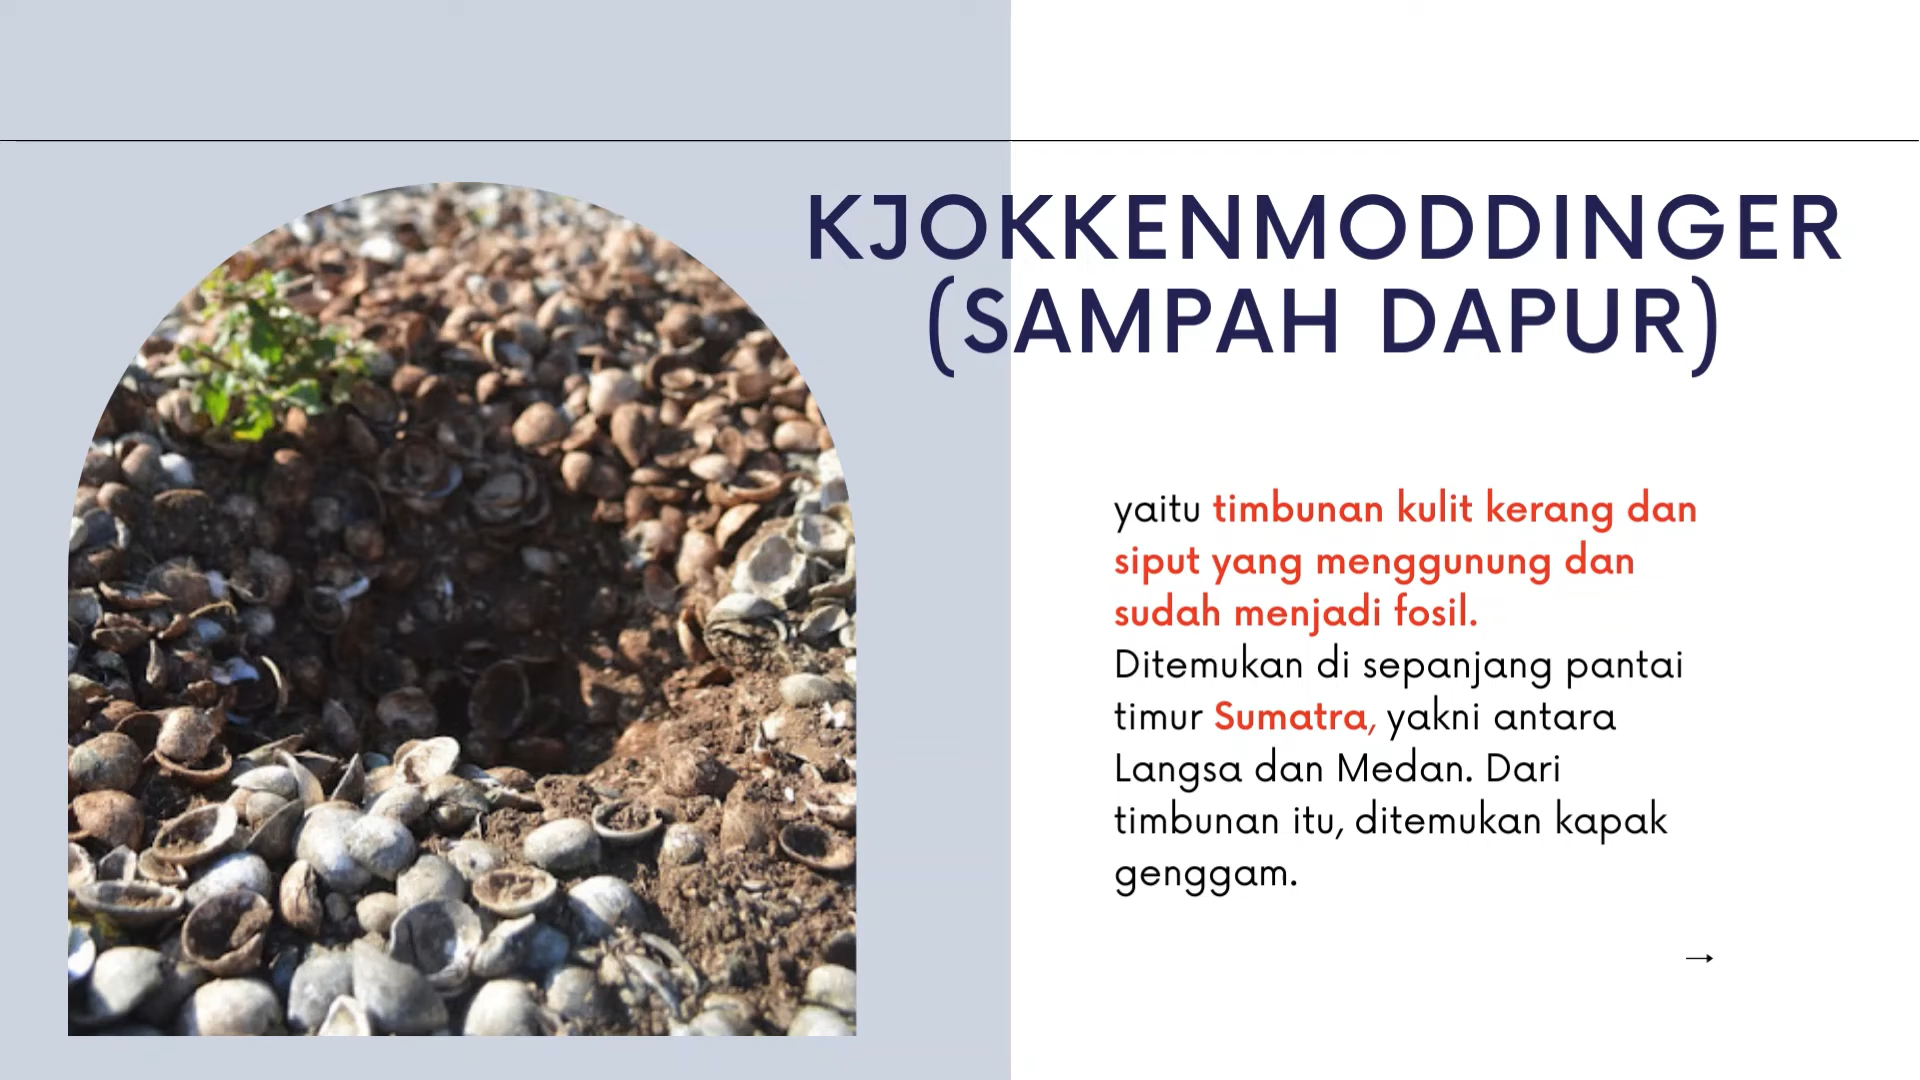 KJOKKENMODDINGER
(SAMPAH DAPUR)
yaitu timbunan kulit kerang dan
siput yang menggunung dan
sudah menjadi fosil.
Ditemukan di sepanjang pantai
timur Sumatra, yakni antara
Langsa dan Medan. Dari
timbunan itu, ditemukan kapak
genggam.